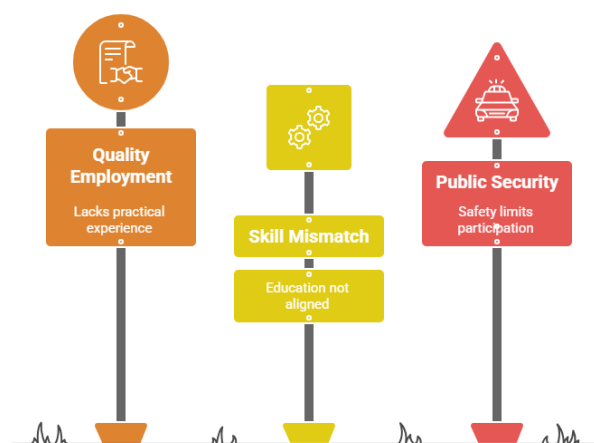 Quality
Employment
Lacks practical
experience
Skill Mismatch
Education not
aligned
Public Security
Safety limits
participation